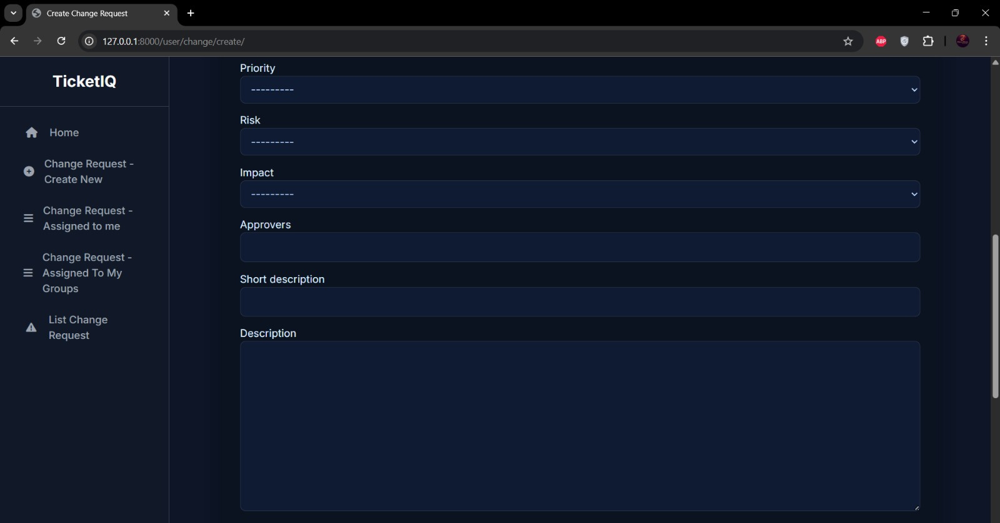 Create Change Request
127.0.0.1:8000/user/change/create/
ABP
TicketIQ
Home
Change Request -
Create New
Change Request -
Assigned to me
Change Request -
Assigned To My
Groups
List Change
Request
Priority
---------
Risk
---------
Impact
---------
Approvers
Short description
Description